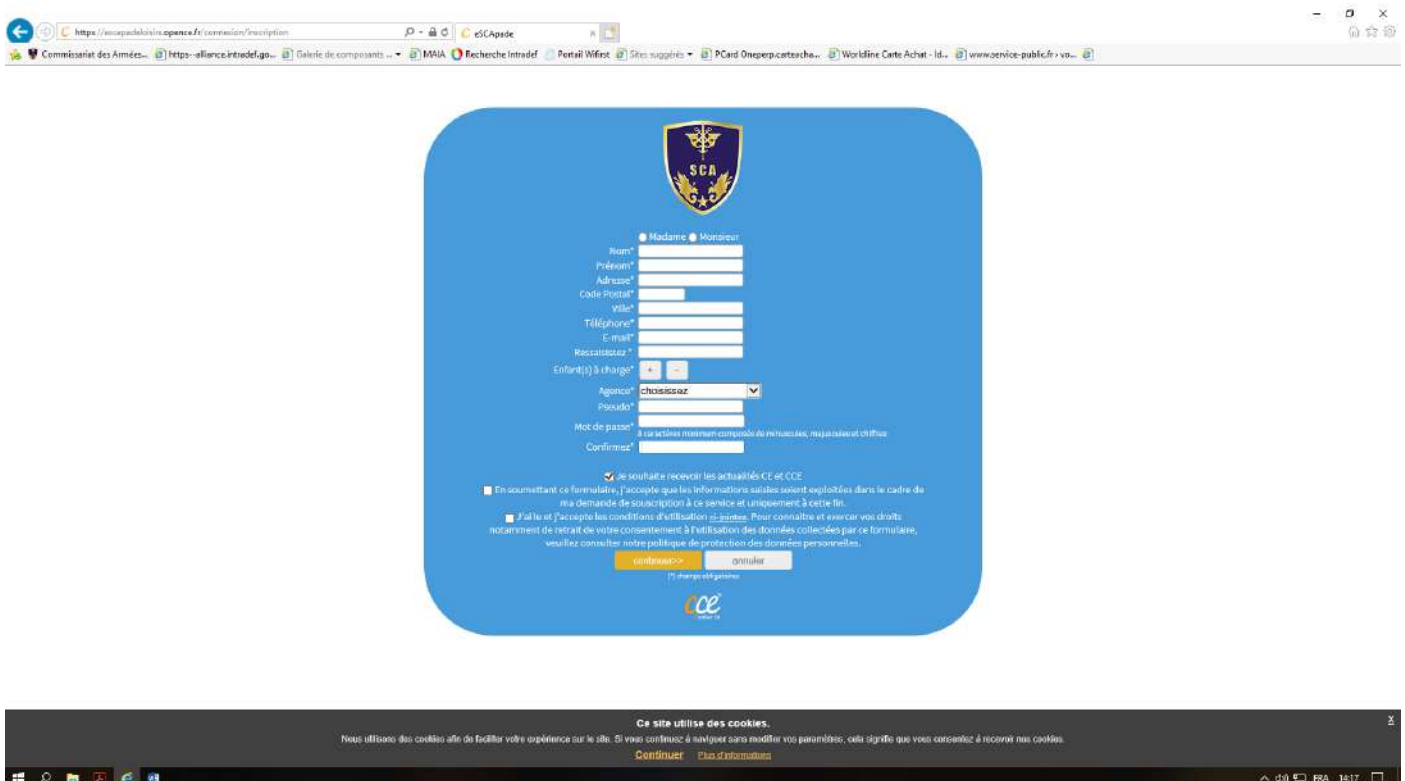 https://escapadeloisirs.opence.fr/connexion/inscription
eSCApade
Commissariat des Armées...
https--alliance.intradef.go...
Galerie de composants ...
MAIA
Recherche Intradef
Portail Wifirst
Sites suggérés
PCard Oneperp.carteacha...
Worldline Carte Achat - Id...
www.service-public.fr › vo...
SCA
Madame Monsieur
Nom*
Prénom*
Adresse*
Code Postal*
Ville*
Téléphone*
E-mail*
Ressaisissez *
Enfant(s) à charge* + -
Agence* choisissez
Pseudo*
Mot de passe*
8 caractères minimum composés de minuscules, majuscules et chiffres
Confirmez*
Je souhaite recevoir les actualités CE et CCE
En soumettant ce formulaire, j'accepte que les informations saisies soient exploitées dans le cadre de
ma demande de souscription à ce service et uniquement à cette fin.
J'ai lu et j'accepte les conditions d'utilisation ci-jointes. Pour connaitre et exercer vos droits
notamment de retrait de votre consentement à l'utilisation des données collectées par ce formulaire,
veuillez consulter notre politique de protection des données personnelles.
continuer>> annuler
(*) champs obligatoires
cce
Ce site utilise des cookies.
X
Nous utilisons des cookies afin de faciliter votre expérience sur le site. Si vous continuez à naviguer sans modifier vos paramètres, cela signifie que vous consentez à recevoir nos cookies.
Continuer Plus d'informations
FRA 14:17